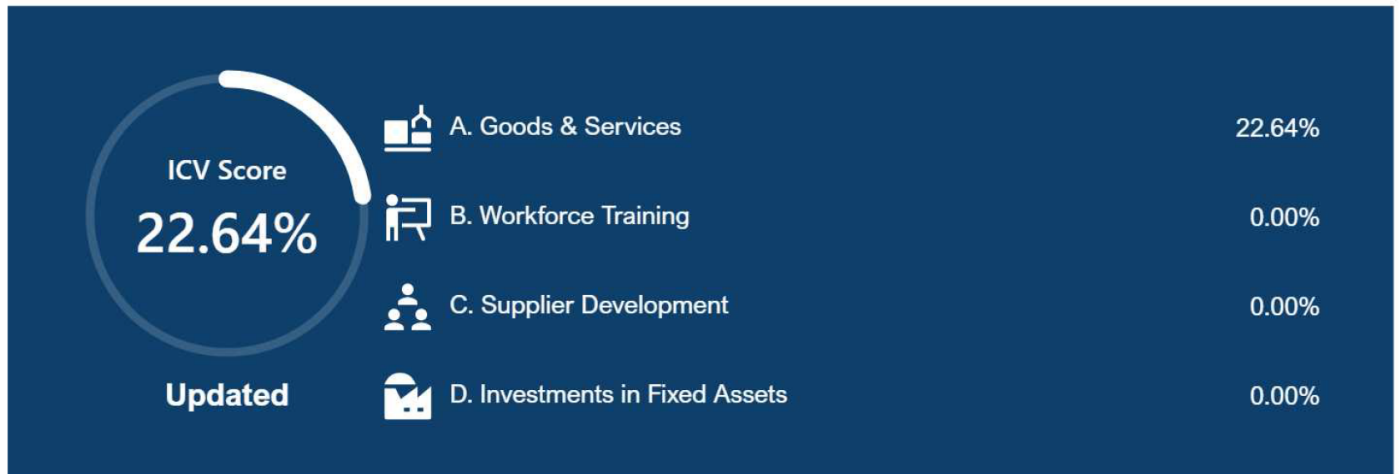 ICV Score
22.64%
Updated
A. Goods & Services 22.64%
B. Workforce Training 0.00%
C. Supplier Development 0.00%
D. Investments in Fixed Assets 0.00%